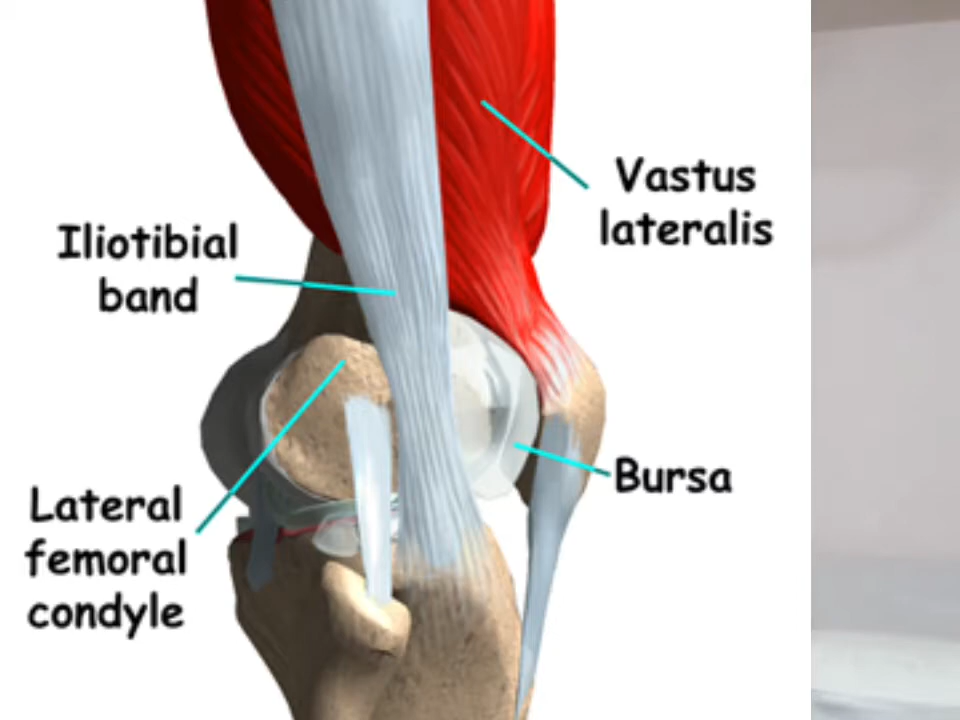 Vastus
lateralis
Iliotibial
band
Bursa
Lateral
femoral
condyle